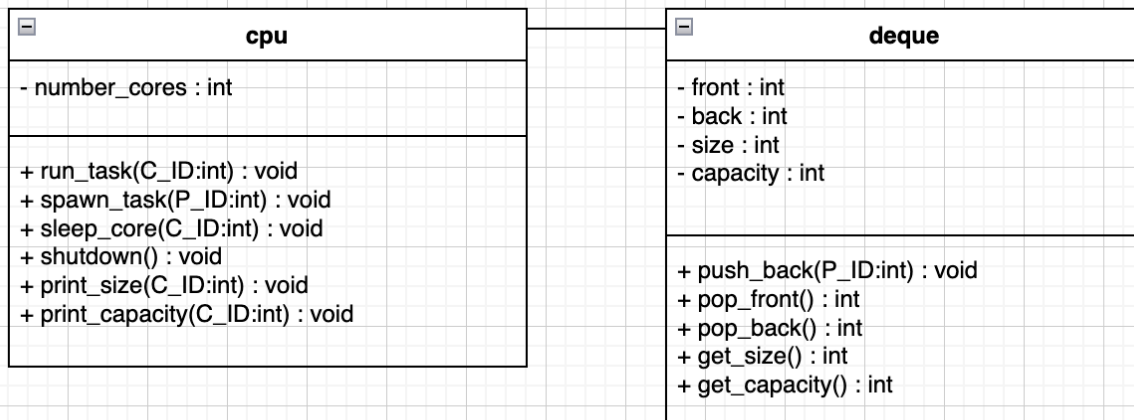 cpu
- number_cores : int
+ run_task(C_ID:int) : void
+ spawn_task(P_ID:int) : void
+ sleep_core(C_ID:int) : void
+ shutdown() : void
+ print_size(C_ID:int) : void
+ print_capacity(C_ID:int) : void
deque
- front : int
- back : int
- size : int
- capacity : int
+ push_back(P_ID:int) : void
+ pop_front() : int
+ pop_back() : int
+ get_size() : int
+ get_capacity() : int